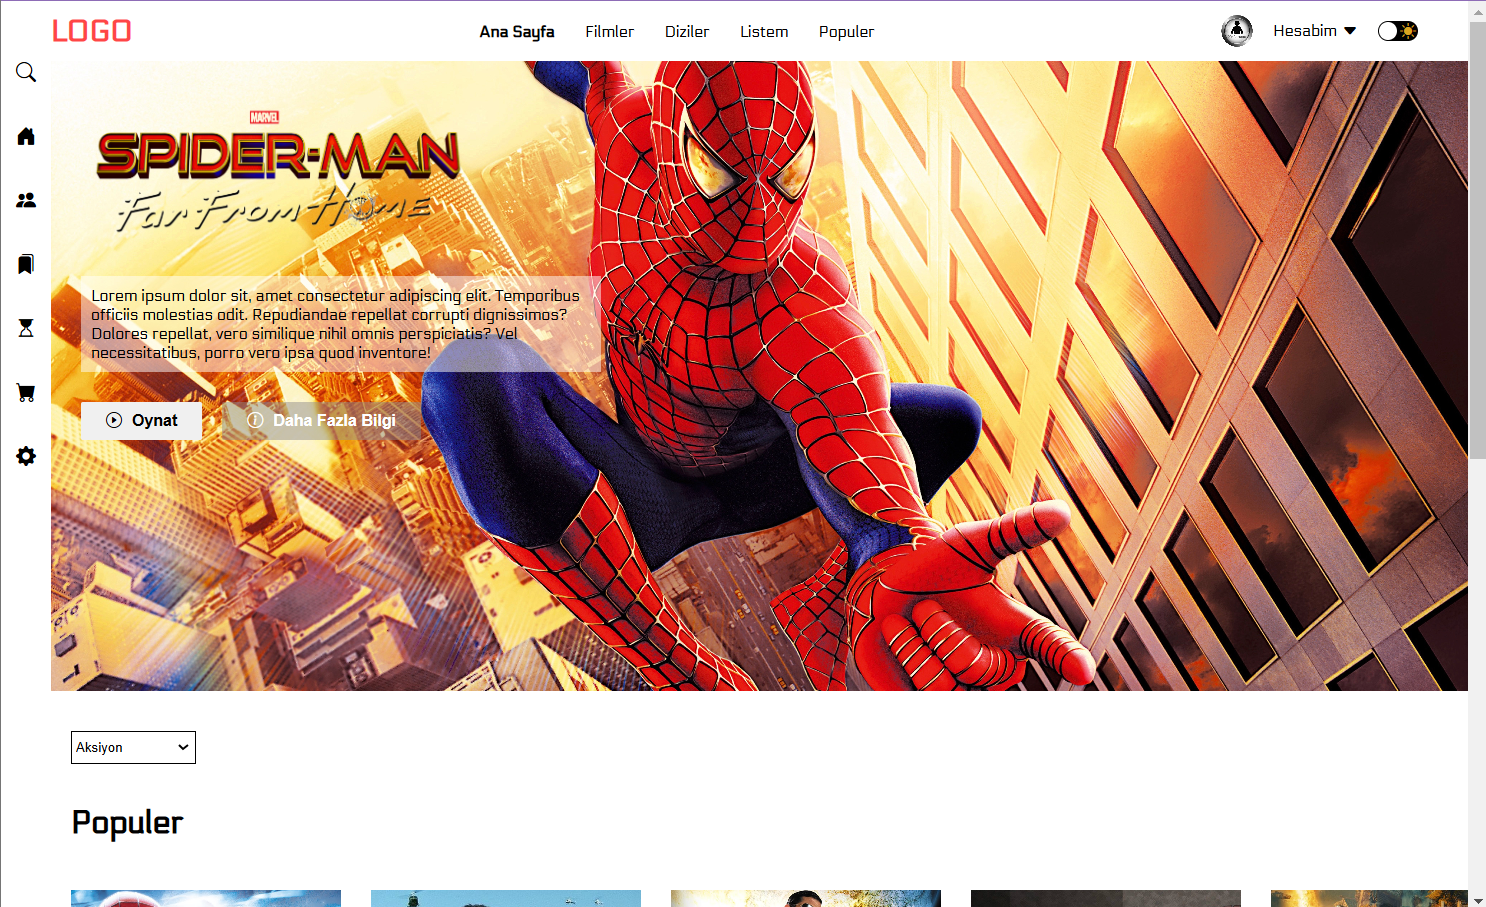 LOGO
Ana Sayfa
Filmler
Diziler
Listem
Populer
Hesabim
MARVEL
SPIDER-MAN
Far From Home
Lorem ipsum dolor sit, amet consectetur adipiscing elit. Temporibus
officiis molestias odit. Repudiandae repellat corrupti dignissimos?
Dolores repellat, vero similique nihil omnis perspiciatis? Vel
necessitatibus, porro vero ipsa quod inventore!
Oynat
Daha Fazla Bilgi
Aksiyon
Populer